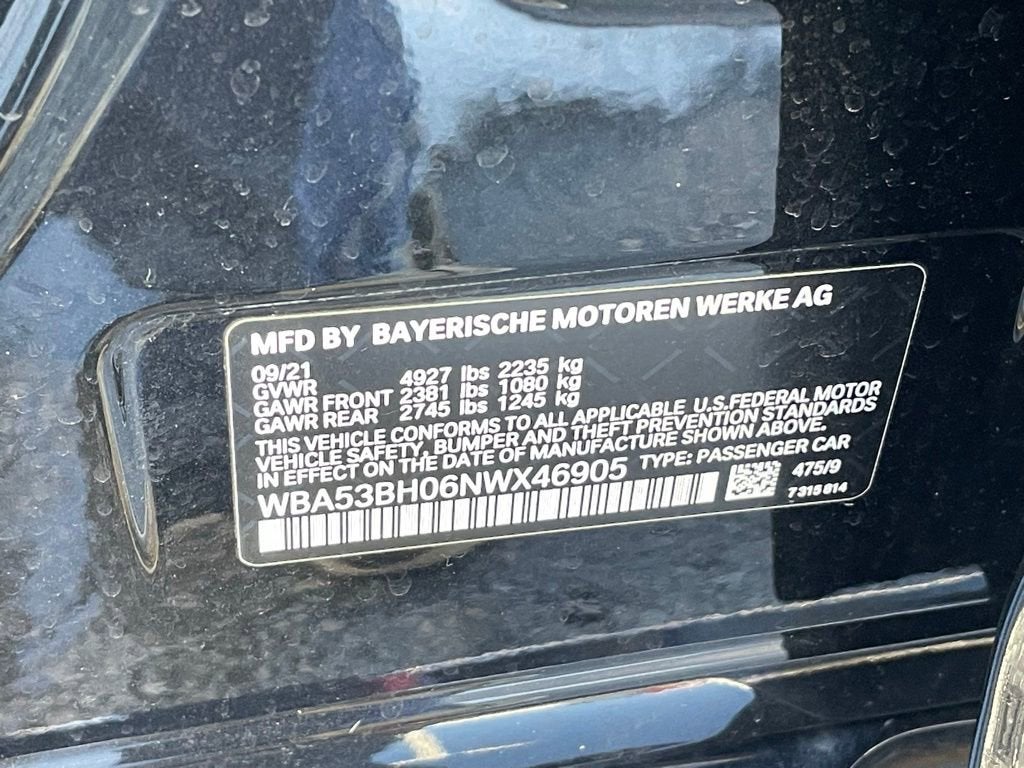 MFD BY BAYERISCHE MOTOREN WERKE AG
09/21
GVWR 4927 lbs 2235 kg
GAWR FRONT 2381 lbs 1080 kg
GAWR REAR 2745 lbs 1245 kg
THIS VEHICLE CONFORMS TO ALL APPLICABLE U.S.FEDERAL MOTOR
VEHICLE SAFETY, BUMPER AND THEFT PREVENTION STANDARDS
IN EFFECT ON THE DATE OF MANUFACTURE SHOWN ABOVE.
WBA53BH06NWX46905 TYPE: PASSENGER CAR
475/9
7 315 814